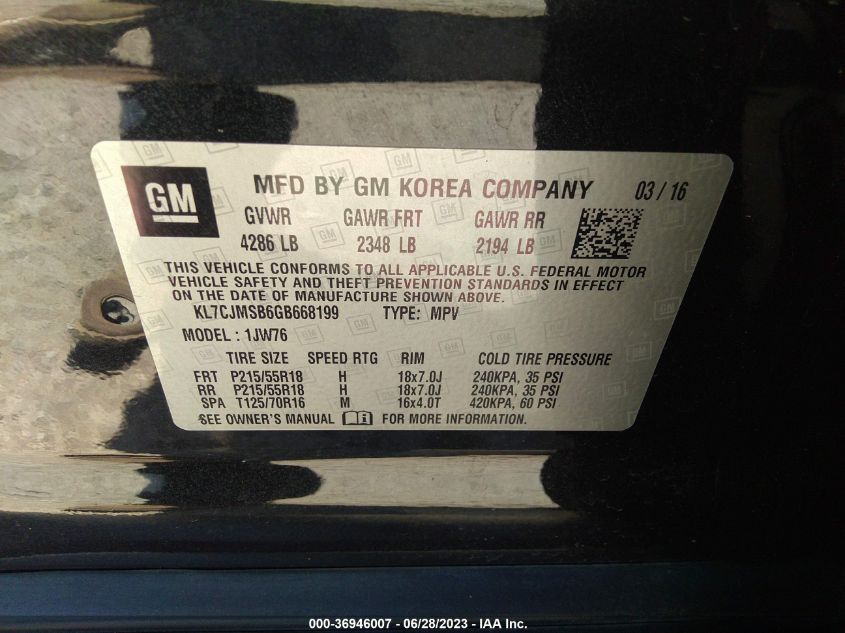 GM MFD BY GM KOREA COMPANY 03 / 16
GVWR GAWR FRT GAWR RR
4286 LB 2348 LB 2194 LB
THIS VEHICLE CONFORMS TO ALL APPLICABLE U.S. FEDERAL MOTOR
VEHICLE SAFETY AND THEFT PREVENTION STANDARDS IN EFFECT
ON THE DATE OF MANUFACTURE SHOWN ABOVE.
KL7CJMSB6GB668199 TYPE: MPV
MODEL : 1JW76
TIRE SIZE SPEED RTG RIM COLD TIRE PRESSURE
FRT P215/55R18 H 18x7.0J 240KPA, 35 PSI
RR P215/55R18 H 18x7.0J 240KPA, 35 PSI
SPA T125/70R16 M 16x4.0T 420KPA, 60 PSI
SEE OWNER'S MANUAL FOR MORE INFORMATION.
000-36946007 - 06/28/2023 - IAA Inc.